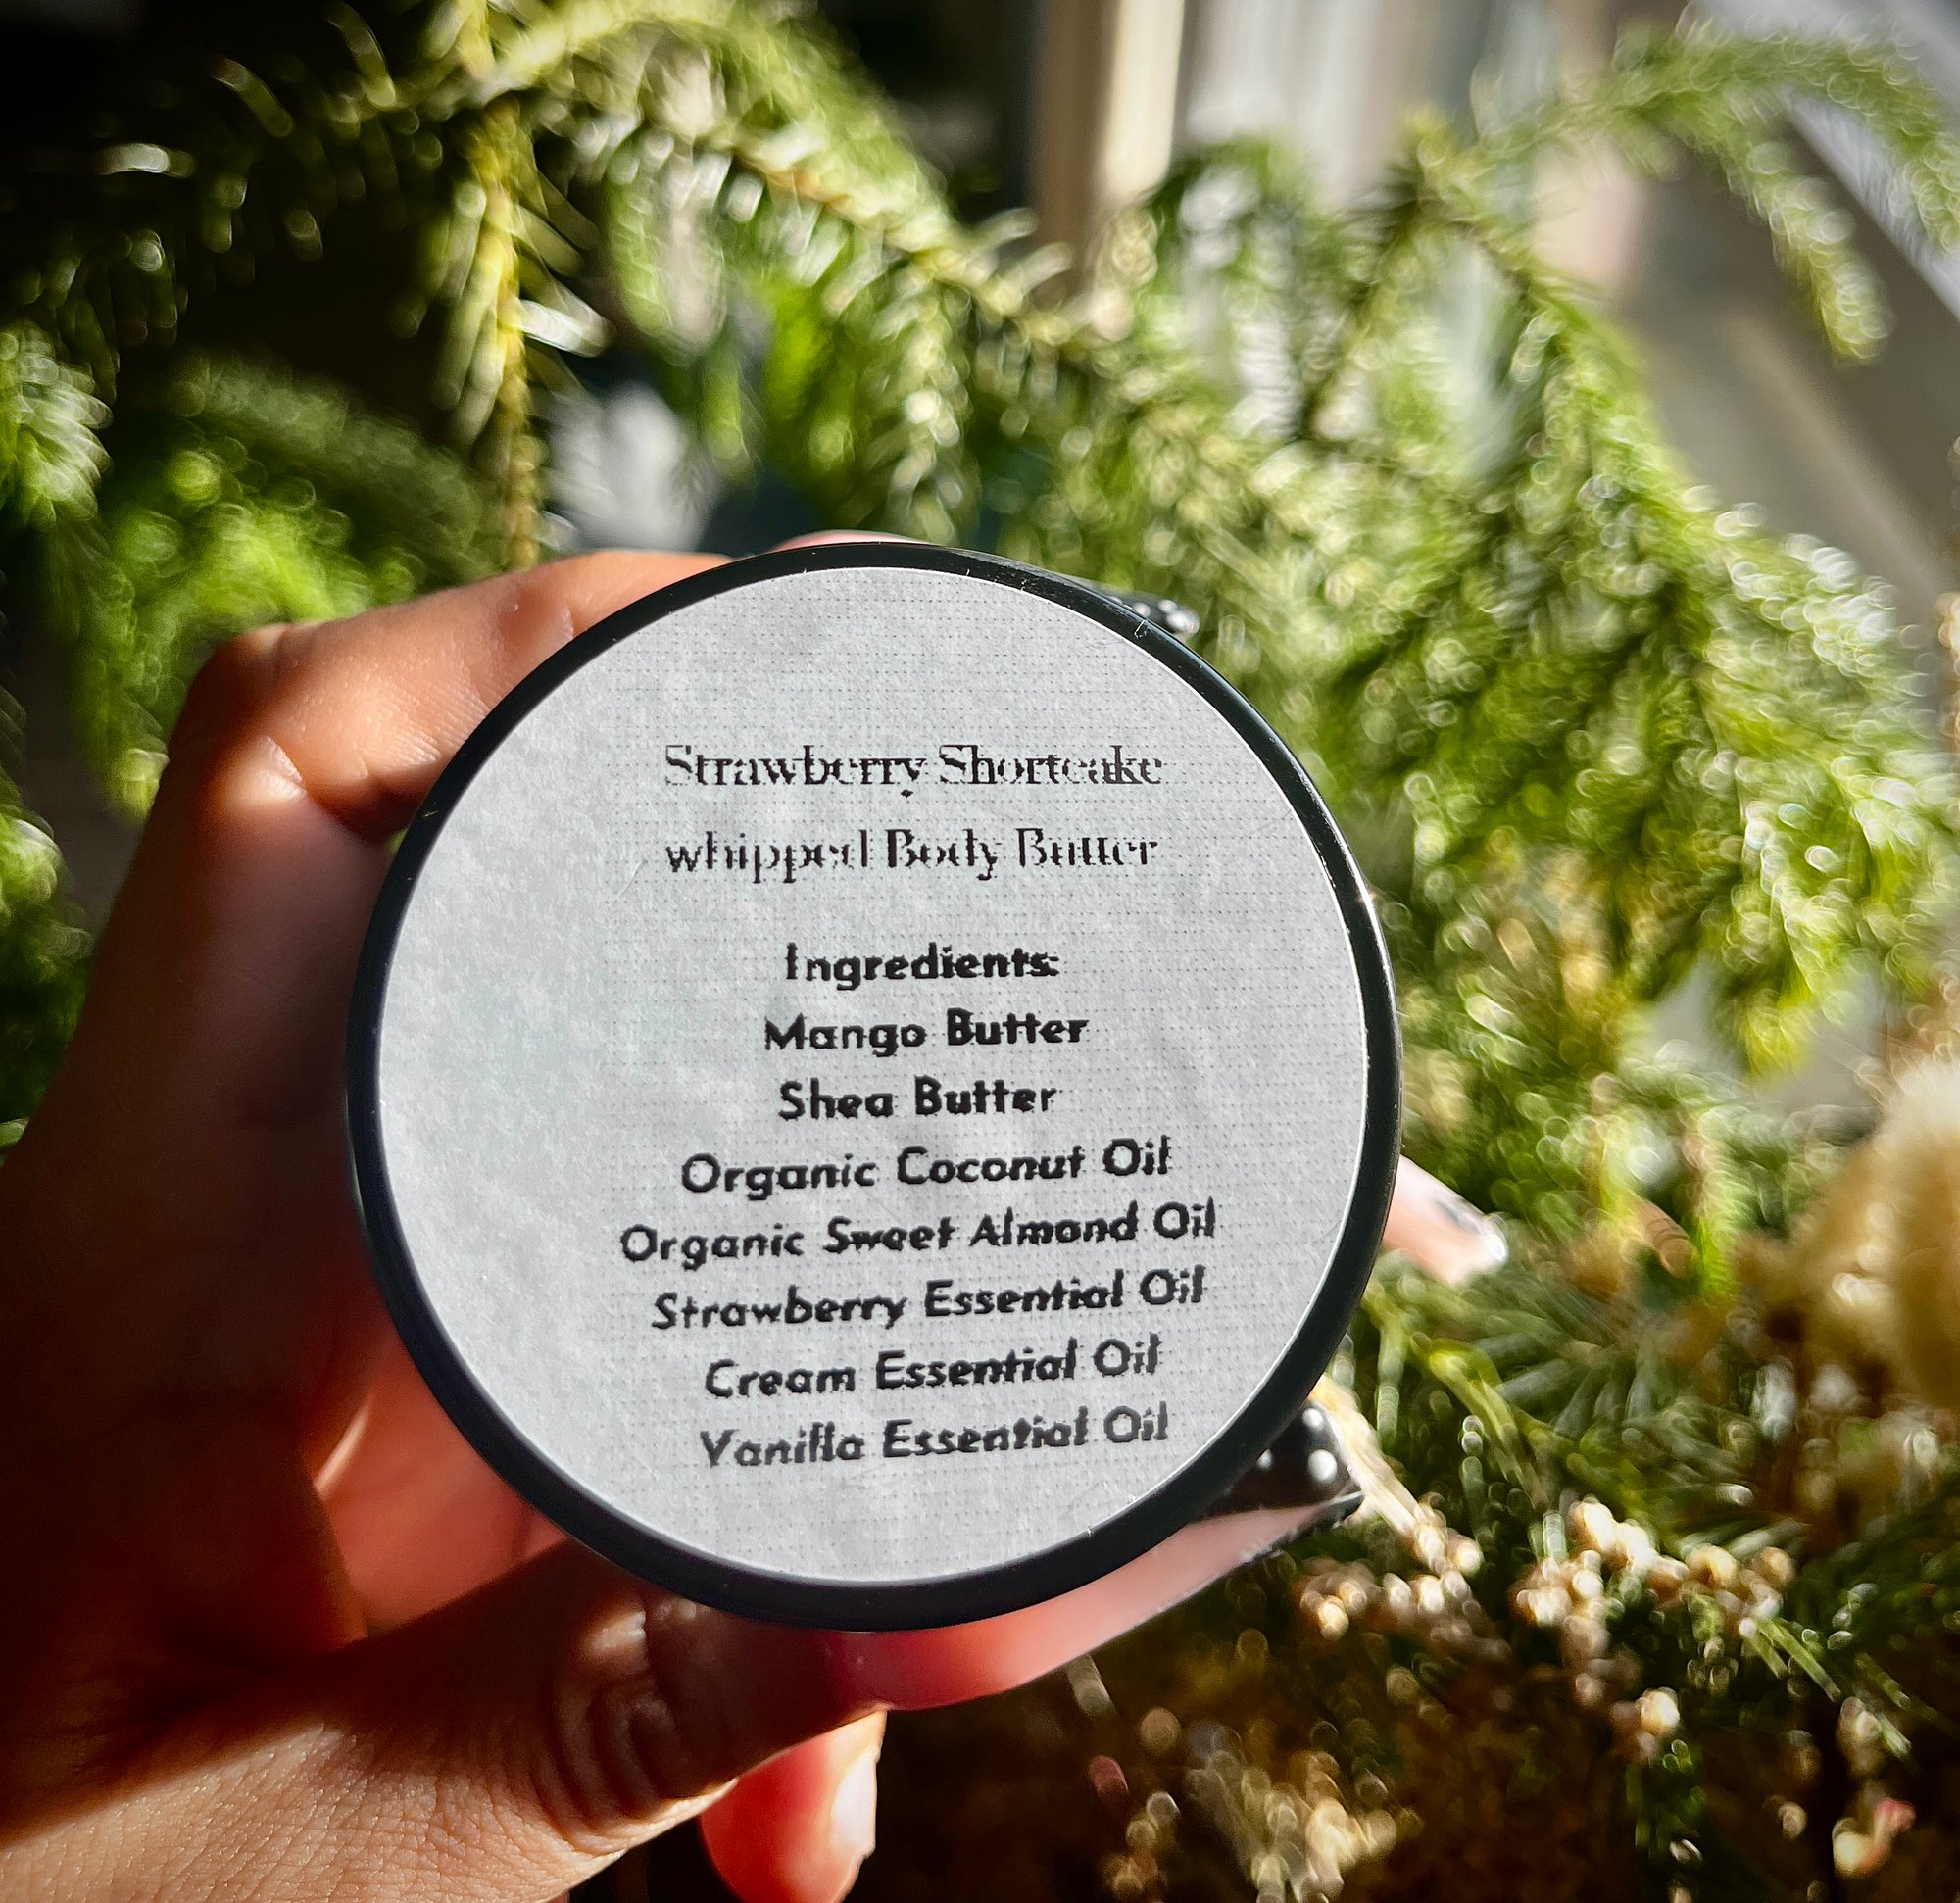 Strawberry Shortcake
whipped Body Butter
Ingredients:
Mango Butter
Shea Butter
Organic Coconut Oil
Organic Sweet Almond Oil
Strawberry Essential Oil
Cream Essential Oil
Vanilla Essential Oil